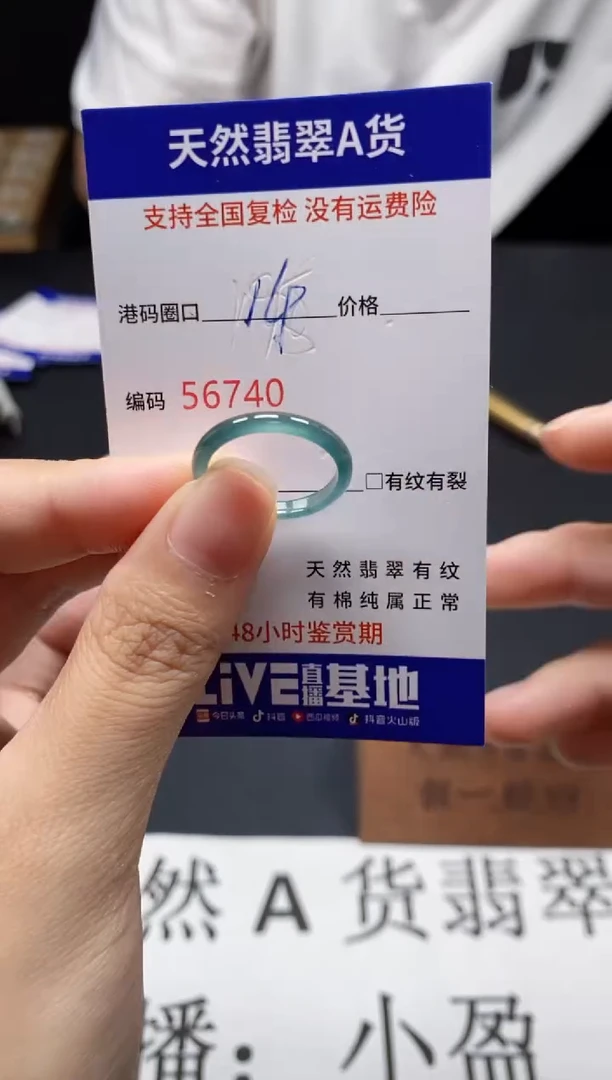 天然翡翠A货
支持全国复检 没有运费险
港码圈口 价格
编码 56740
□有纹有裂
天然翡翠有纹
有棉纯属正常
48小时鉴赏期
LiVE直播基地
今日头条 抖音 西瓜视频 抖音火山版
然A货翡翠
播：小盈